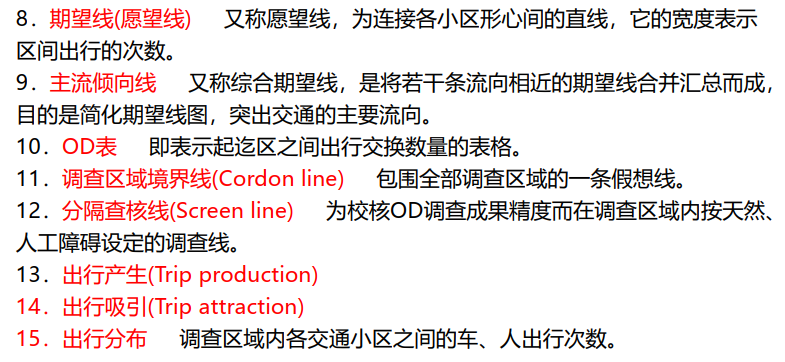 8．期望线(愿望线)　又称愿望线，为连接各小区形心间的直线，它的宽度表示
区间出行的次数。
9．主流倾向线　又称综合期望线，是将若干条流向相近的期望线合并汇总而成，
目的是简化期望线图，突出交通的主要流向。
10．OD表　即表示起迄区之间出行交换数量的表格。
11．调查区域境界线(Cordon line)　包围全部调查区域的一条假想线。
12．分隔查核线(Screen line)　为校核OD调查成果精度而在调查区域内按天然、
人工障碍设定的调查线。
13．出行产生(Trip production)
14．出行吸引(Trip attraction)
15．出行分布　调查区域内各交通小区之间的车、人出行次数。